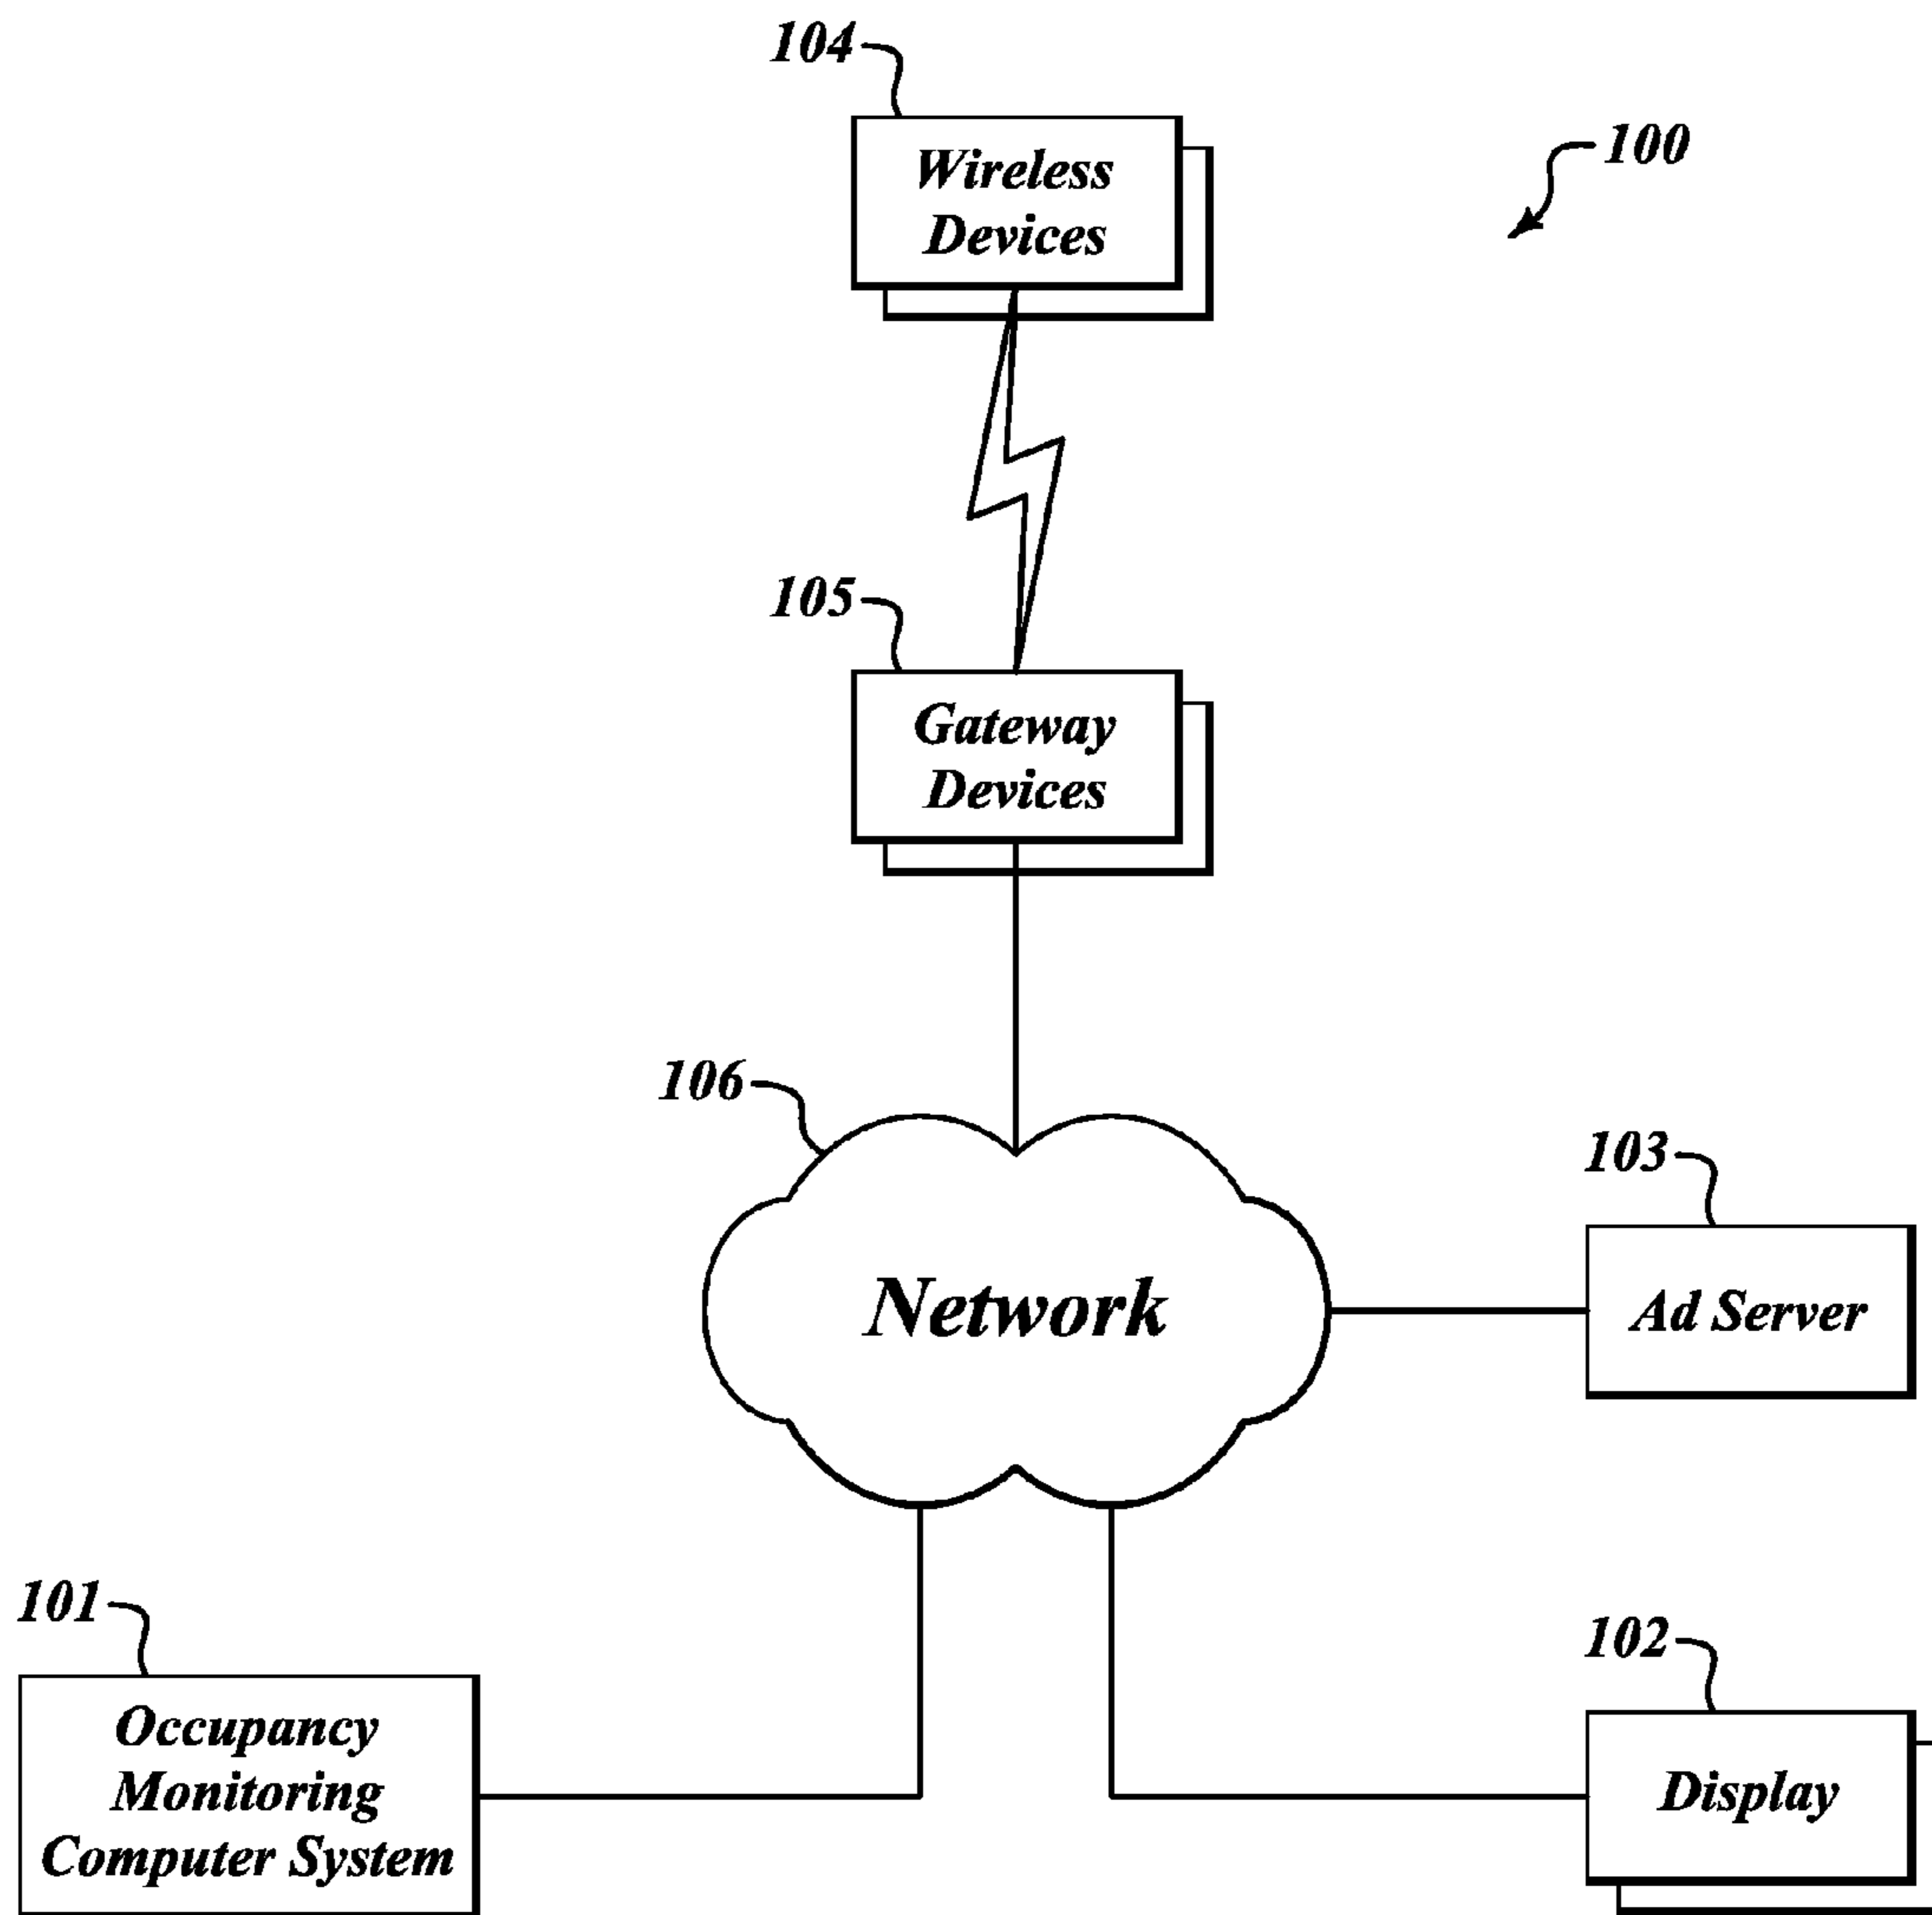 104
Wireless
Devices
100
105
Gateway
Devices
106
Network
103
Ad Server
101
Occupancy
Monitoring
Computer System
102
Display